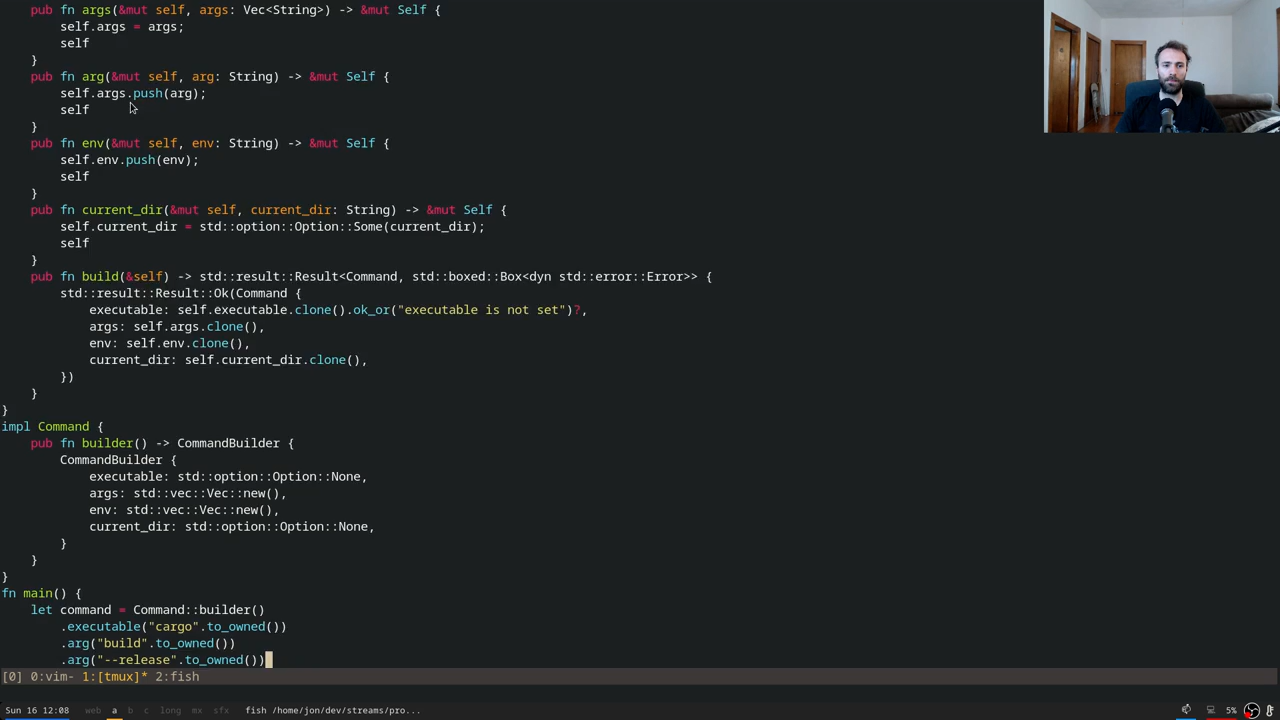 pub fn args(&mut self, args: Vec<String>) -> &mut Self {
        self.args = args;
        self
    }
    pub fn arg(&mut self, arg: String) -> &mut Self {
        self.args.push(arg);
        self
    }
    pub fn env(&mut self, env: String) -> &mut Self {
        self.env.push(env);
        self
    }
    pub fn current_dir(&mut self, current_dir: String) -> &mut Self {
        self.current_dir = std::option::Option::Some(current_dir);
        self
    }
    pub fn build(&self) -> std::result::Result<Command, std::boxed::Box<dyn std::error::Error>> {
        std::result::Result::Ok(Command {
            executable: self.executable.clone().ok_or("executable is not set")?,
            args: self.args.clone(),
            env: self.env.clone(),
            current_dir: self.current_dir.clone(),
        })
    }
}
impl Command {
    pub fn builder() -> CommandBuilder {
        CommandBuilder {
            executable: std::option::Option::None,
            args: std::vec::Vec::new(),
            env: std::vec::Vec::new(),
            current_dir: std::option::Option::None,
        }
    }
}
fn main() {
    let command = Command::builder()
        .executable("cargo".to_owned())
        .arg("build".to_owned())
        .arg("--release".to_owned())
[0] 0:vim- 1:[tmux]* 2:fish
Sun 16 12:08 web a b c long mx sfx fish /home/jon/dev/streams/pro... 5%